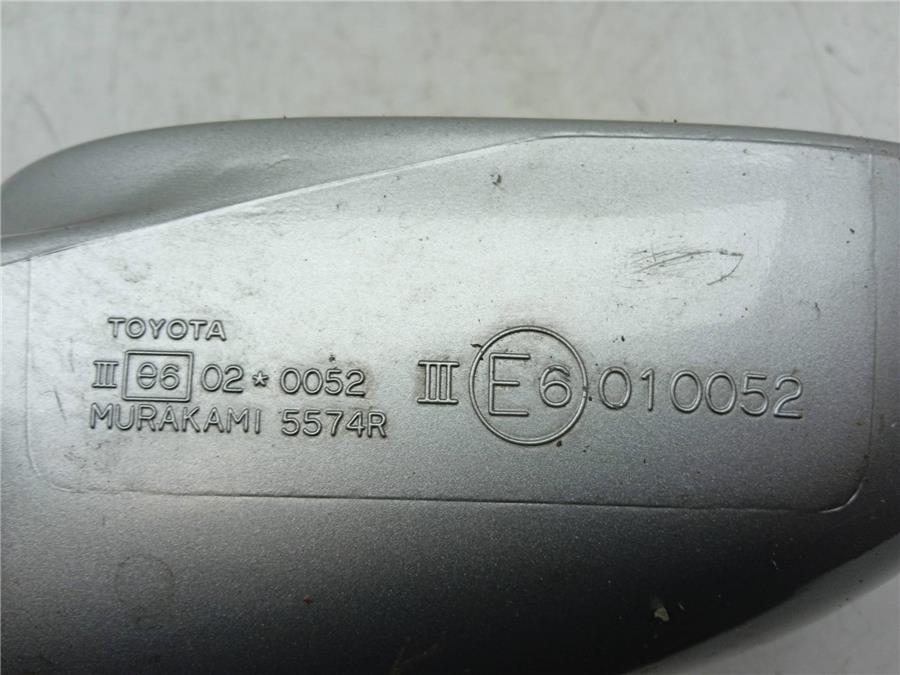 TOYOTA
III e6 02*0052
MURAKAMI 5574R
III E6 010052